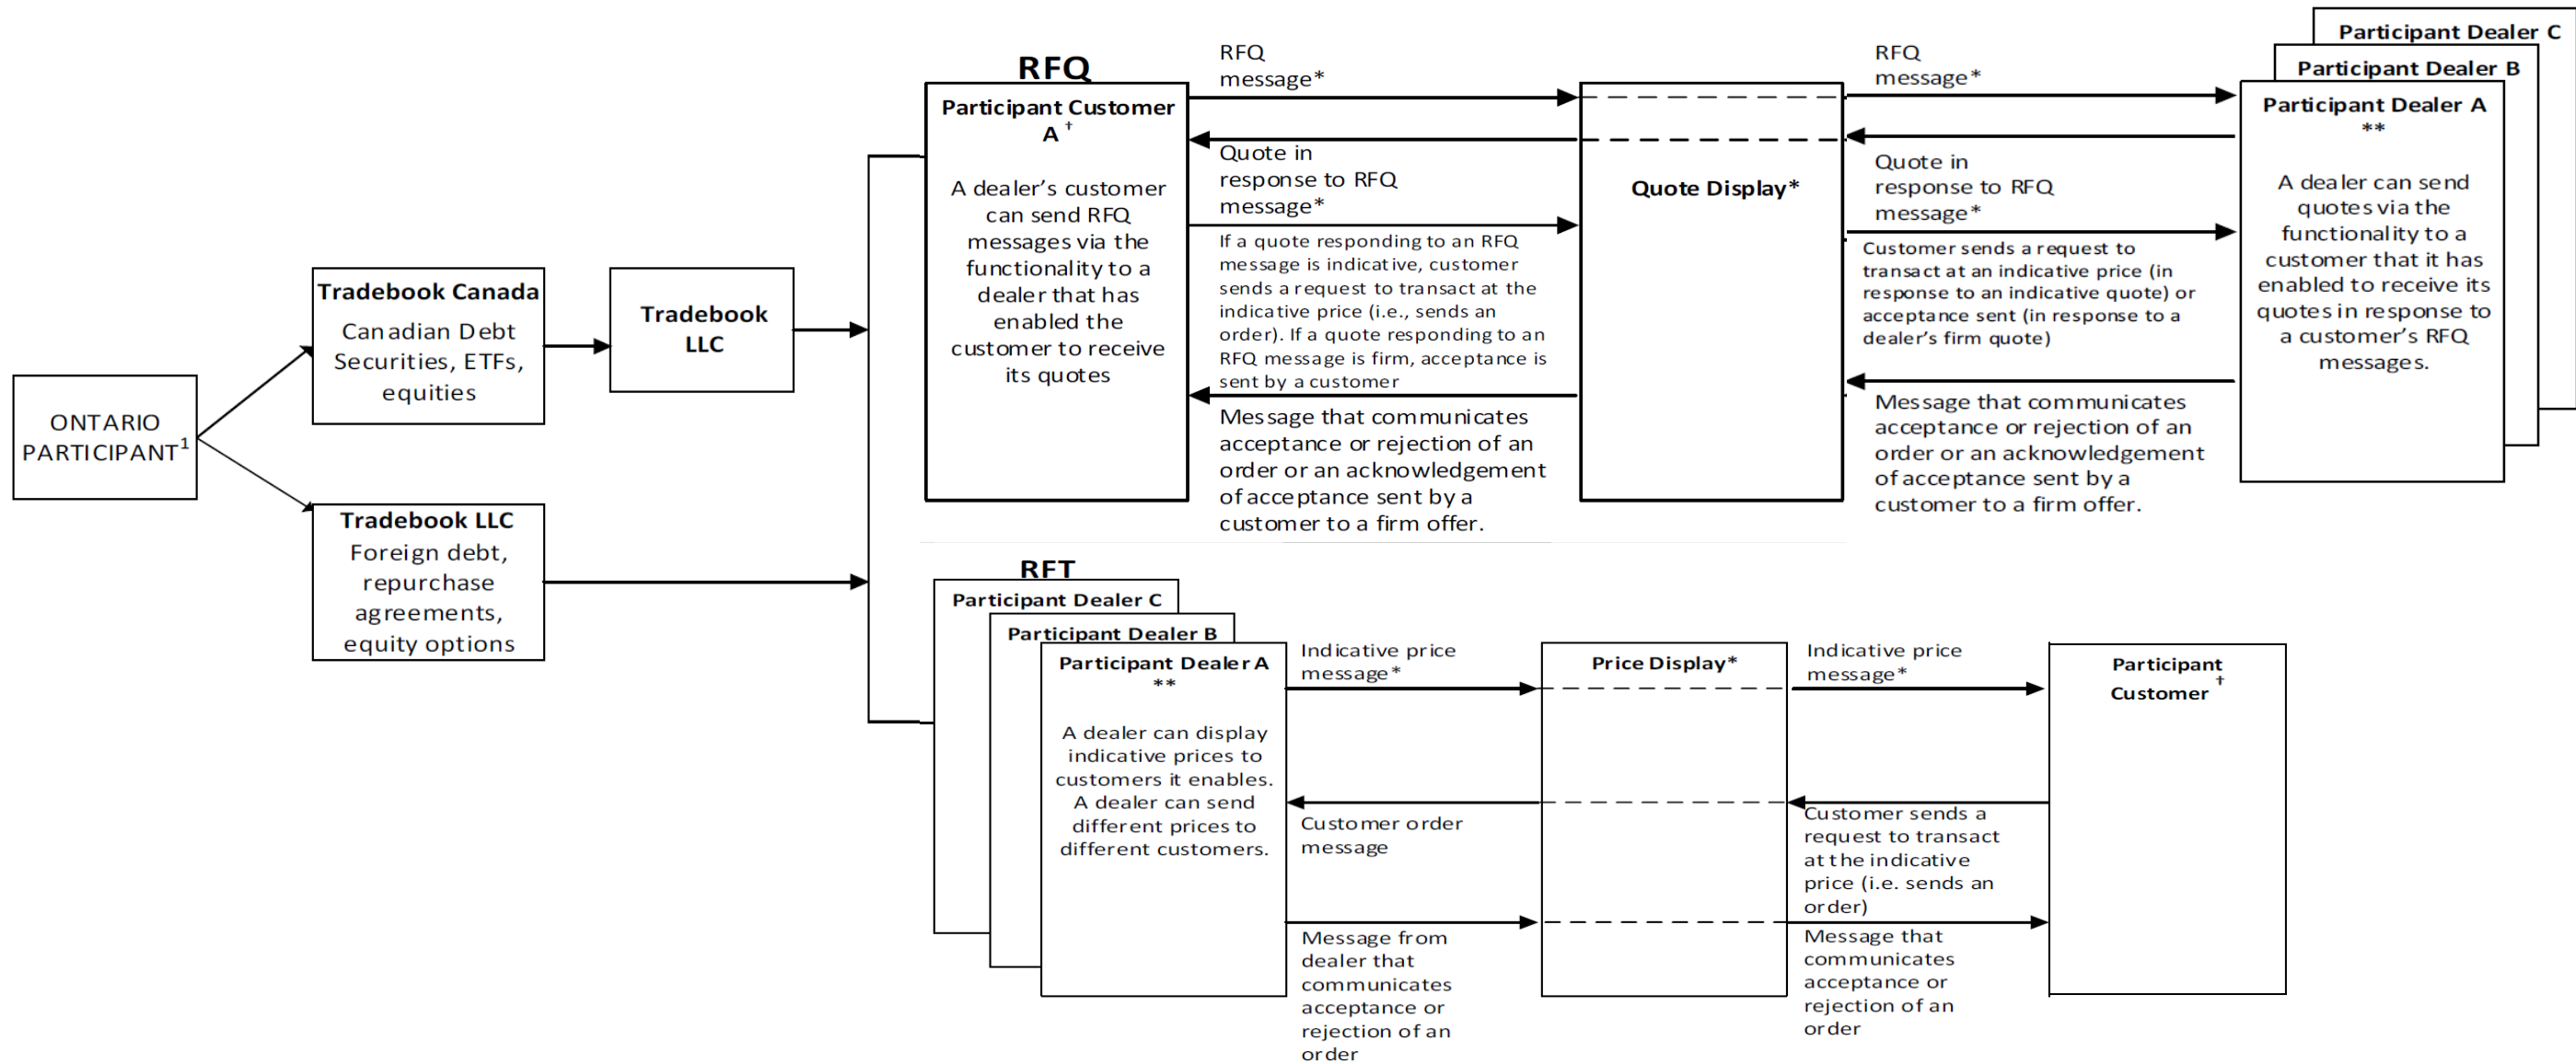 ONTARIO
PARTICIPANT1
Tradebook Canada
Canadian Debt
Securities, ETFs,
equities
Tradebook LLC
Foreign debt,
repurchase
agreements,
equity options
Tradebook
LLC
RFQ
Participant Customer
A †
A dealer's customer
can send RFQ
messages via the
functionality to a
dealer that has
enabled the
customer to receive
its quotes
RFQ
message*
Quote in
response to RFQ
message*
If a quote responding to an RFQ
message is indicative, customer
sends a request to transact at the
indicative price (i.e., sends an
order). If a quote responding to an
RFQ message is firm, acceptance is
sent by a customer
Message that communicates
acceptance or rejection of an
order or an acknowledgement
of acceptance sent by a
customer to a firm offer.
Quote Display*
RFQ
message*
Quote in
response to RFQ
message*
Customer sends a request to
transact at an indicative price (in
response to an indicative quote) or
acceptance sent (in response to a
dealer's firm quote)
Message that communicates
acceptance or rejection of an
order or an acknowledgement
of acceptance sent by a
customer to a firm offer.
Participant Dealer C
Participant Dealer B
Participant Dealer A
**
A dealer can send
quotes via the
functionality to a
customer that it has
enabled to receive its
quotes in response to
a customer's RFQ
messages.
RFT
Participant Dealer C
Participant Dealer B
Participant Dealer A
**
A dealer can display
indicative prices to
customers it enables.
A dealer can send
different prices to
different customers.
Indicative price
message*
Customer order
message
Message from
dealer that
communicates
acceptance or
rejection of an
order
Price Display*
Indicative price
message*
Customer sends a
request to transact
at the indicative
price (i.e. sends an
order)
Message that
communicates
acceptance or
rejection of an
order
Participant
Customer †